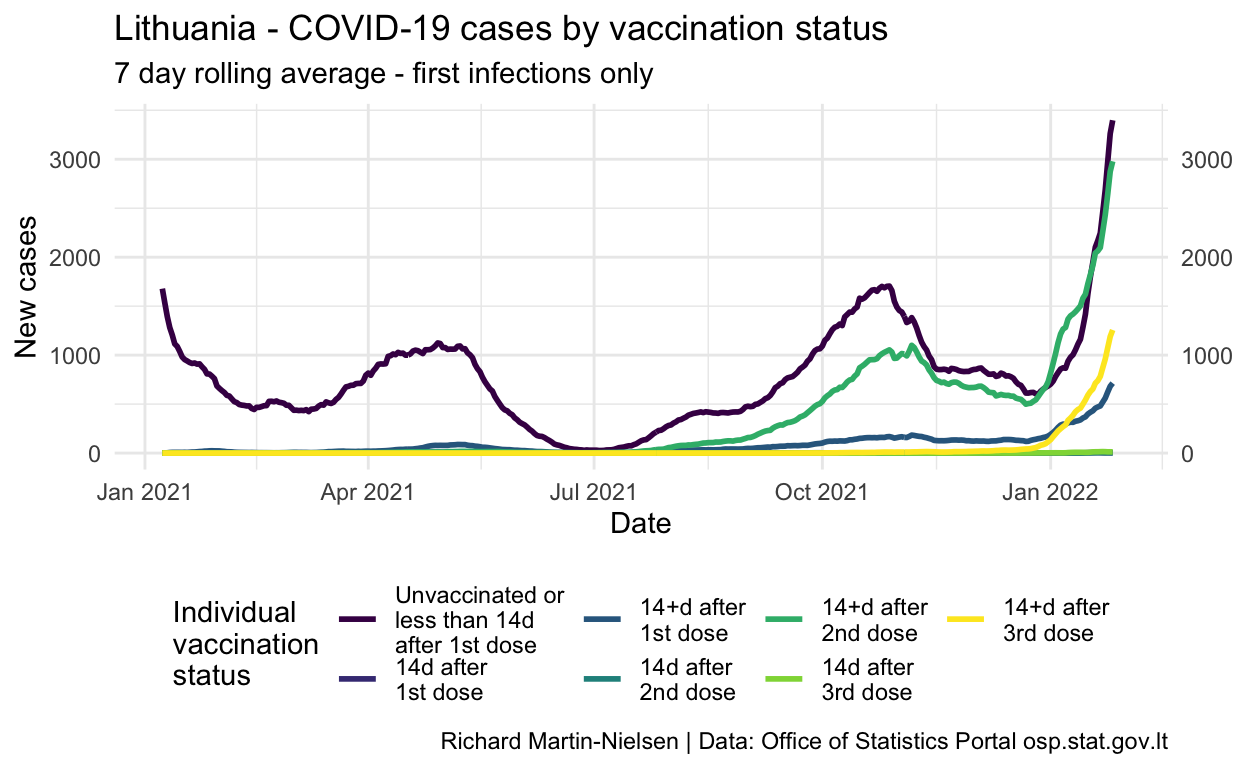 Lithuania - COVID-19 cases by vaccination status
7 day rolling average - first infections only
New cases
3000
2000
1000
0
3000
2000
1000
0
Jan 2021
Apr 2021
Jul 2021
Oct 2021
Jan 2022
Date
Individual
vaccination
status
Unvaccinated or
less than 14d
after 1st dose
14d after
1st dose
14+d after
1st dose
14d after
2nd dose
14+d after
2nd dose
14d after
3rd dose
14+d after
3rd dose
Richard Martin-Nielsen | Data: Office of Statistics Portal osp.stat.gov.lt